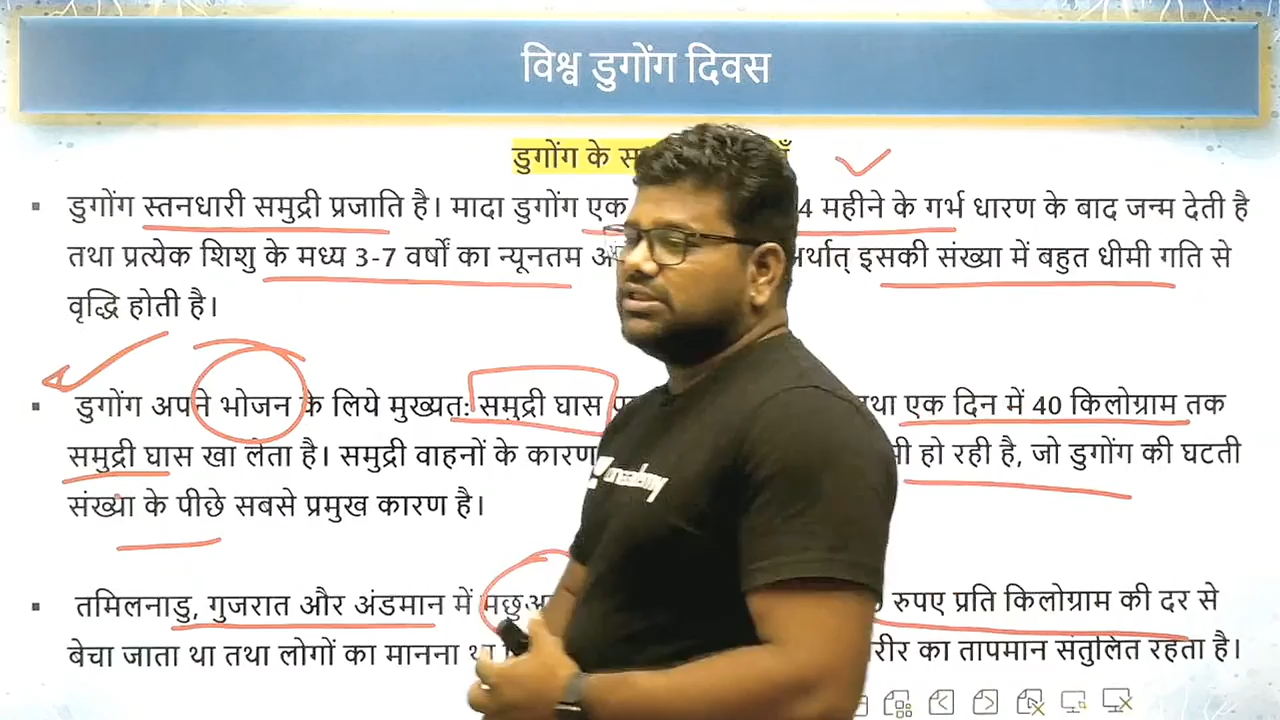 विश्व डुगोंग दिवस
डुगोंग के
डुगोंग स्तनधारी समुद्री प्रजाति है। मादा डुगोंग एक 4 महीने के गर्भ धारण के बाद जन्म देती है
तथा प्रत्येक शिशु के मध्य 3-7 वर्षों का न्यूनतम अर्थात् इसकी संख्या में बहुत धीमी गति से
वृद्धि होती है।
डुगोंग अपने भोजन के लिये मुख्यत: समुद्री घास तथा एक दिन में 40 किलोग्राम तक
समुद्री घास खा लेता है। समुद्री वाहनों के कारण हो रही है, जो डुगोंग की घटती
संख्या के पीछे सबसे प्रमुख कारण है।
तमिलनाडु, गुजरात और अंडमान में रुपए प्रति किलोग्राम की दर से
बेचा जाता था तथा लोगों का मानना का तापमान संतुलित रहता है।
unacademy